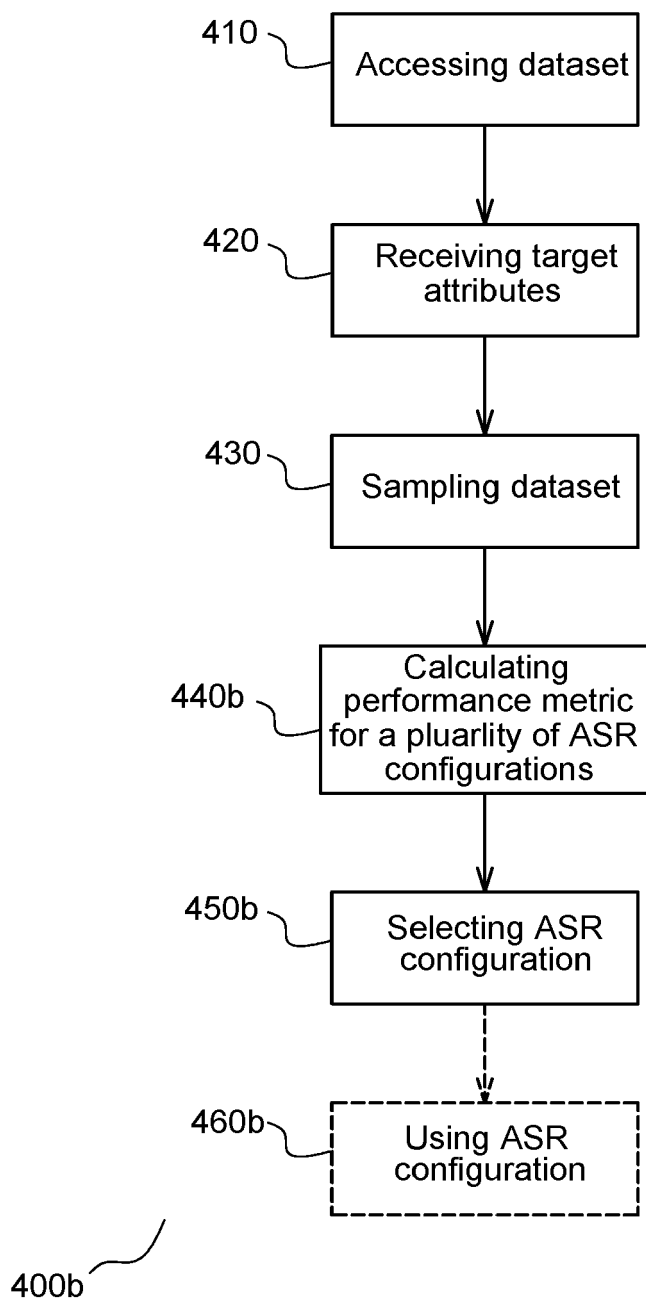 410
Accessing dataset
420
Receiving target
attributes
430
Sampling dataset
440b
Calculating
performance metric
for a pluarlity of ASR
configurations
450b
Selecting ASR
configuration
460b
Using ASR
configuration
400b